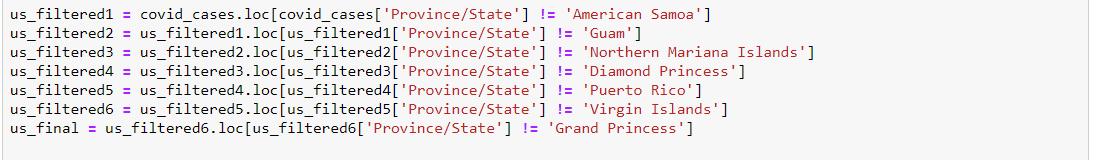 us_filtered1 = covid_cases.loc[covid_cases['Province/State'] != 'American Samoa']
us_filtered2 = us_filtered1.loc[us_filtered1['Province/State'] != 'Guam']
us_filtered3 = us_filtered2.loc[us_filtered2['Province/State'] != 'Northern Mariana Islands']
us_filtered4 = us_filtered3.loc[us_filtered3['Province/State'] != 'Diamond Princess']
us_filtered5 = us_filtered4.loc[us_filtered4['Province/State'] != 'Puerto Rico']
us_filtered6 = us_filtered5.loc[us_filtered5['Province/State'] != 'Virgin Islands']
us_final = us_filtered6.loc[us_filtered6['Province/State'] != 'Grand Princess']